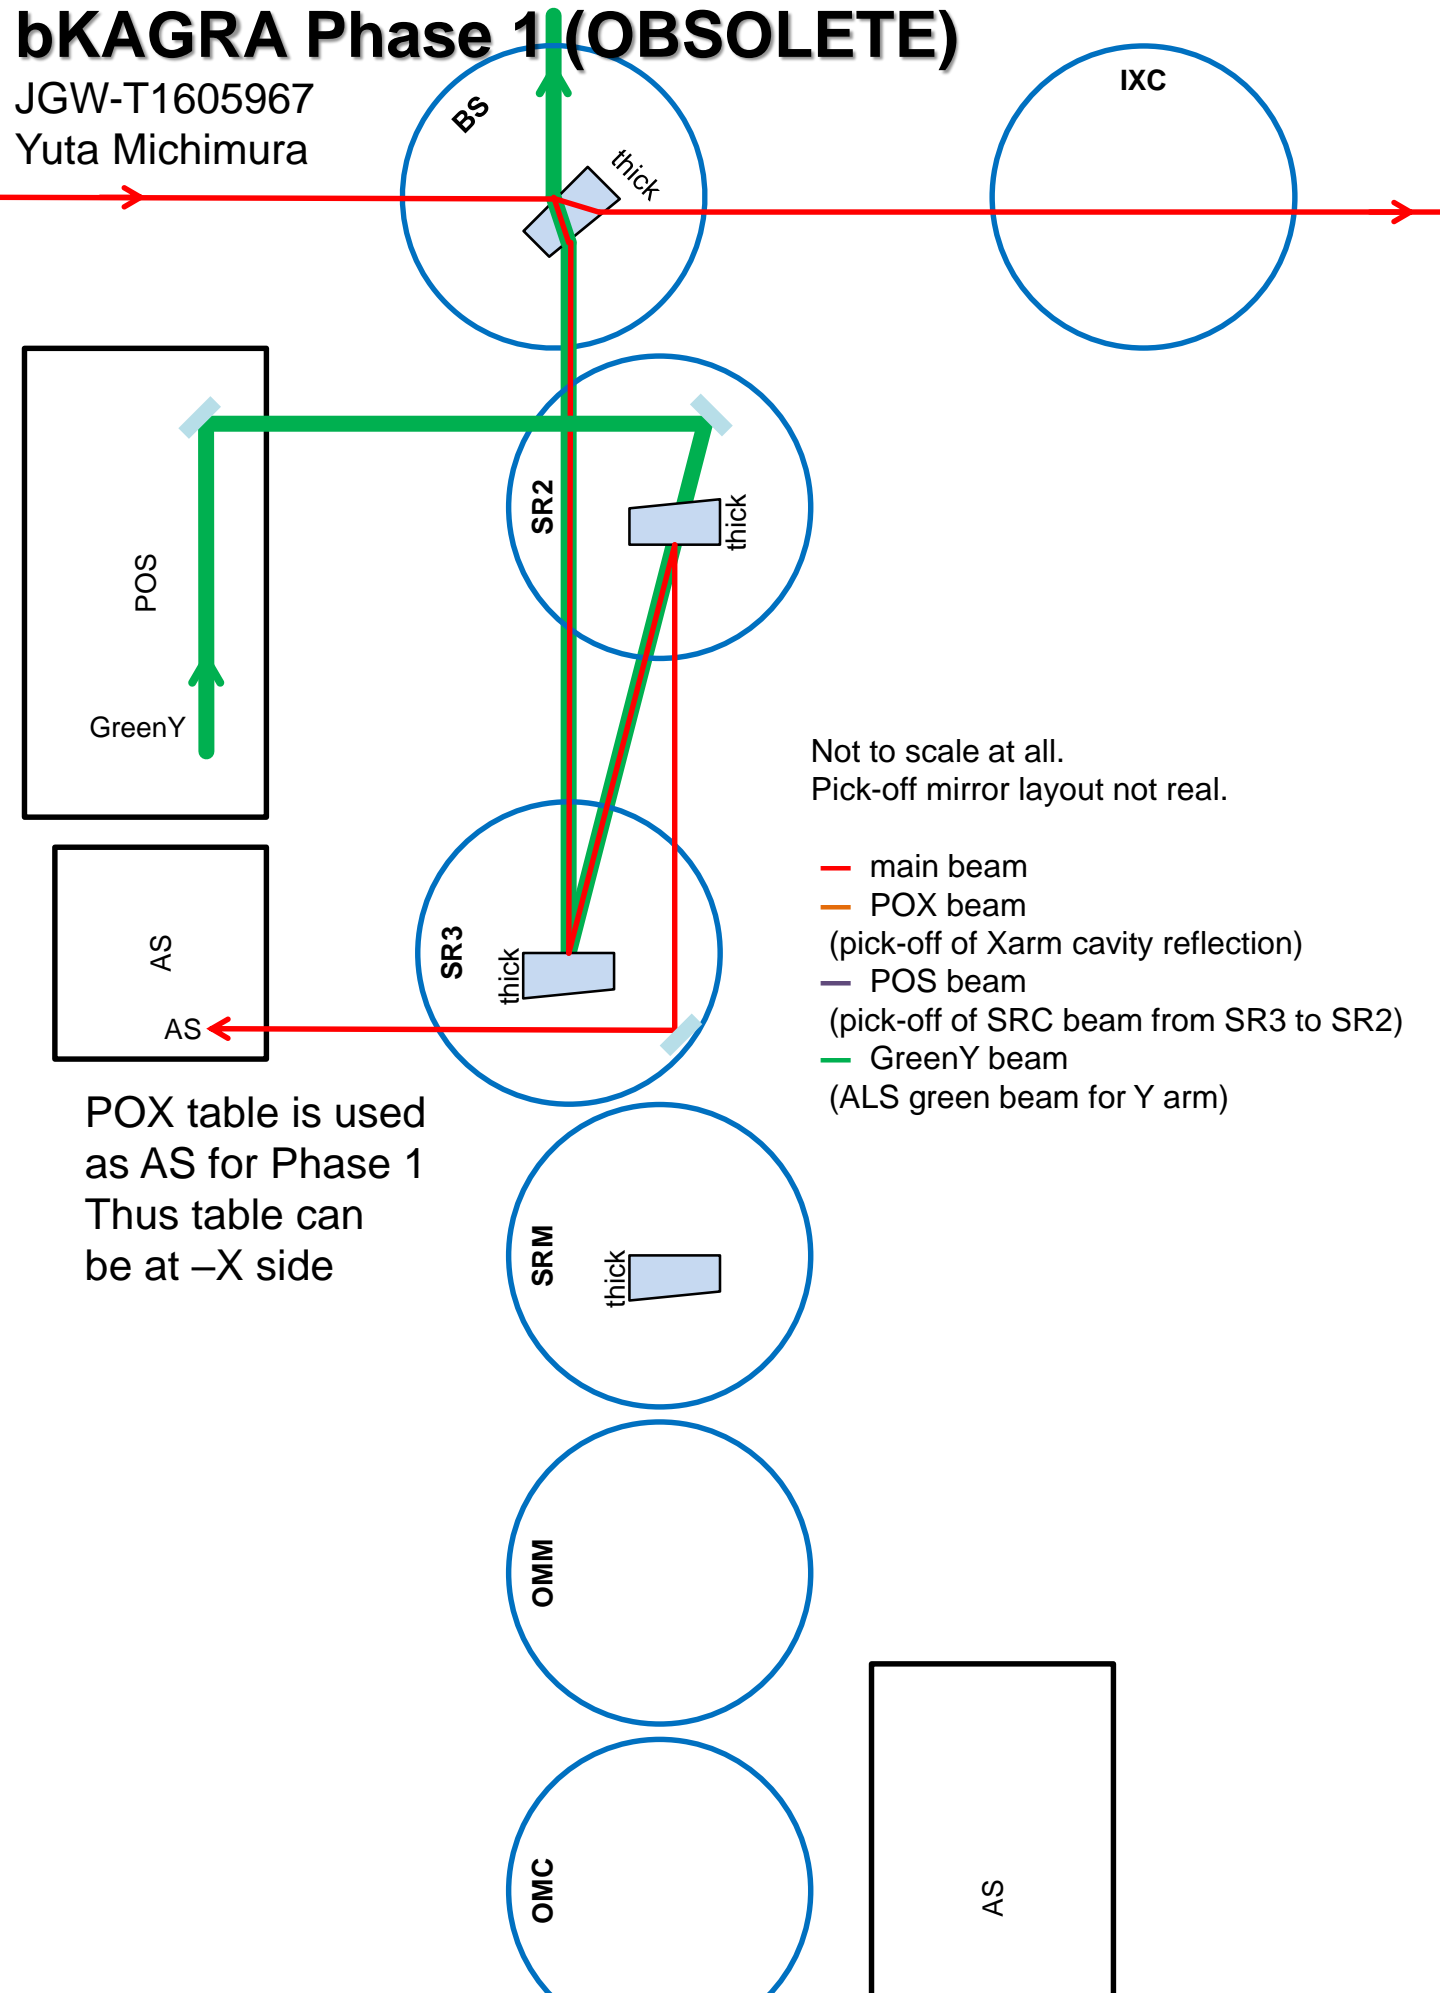 bKAGRA Phase 1 (OBSOLETE)
JGW-T1605967
Yuta Michimura
BS
thick
IXC
SR2
thick
POS
GreenY
Not to scale at all.
Pick-off mirror layout not real.
main beam
POX beam
(pick-off of Xarm cavity reflection)
POS beam
(pick-off of SRC beam from SR3 to SR2)
GreenY beam
(ALS green beam for Y arm)
SR3
thick
AS
AS
POX table is used
as AS for Phase 1
Thus table can
be at –X side
SRM
thick
OMM
OMC
AS